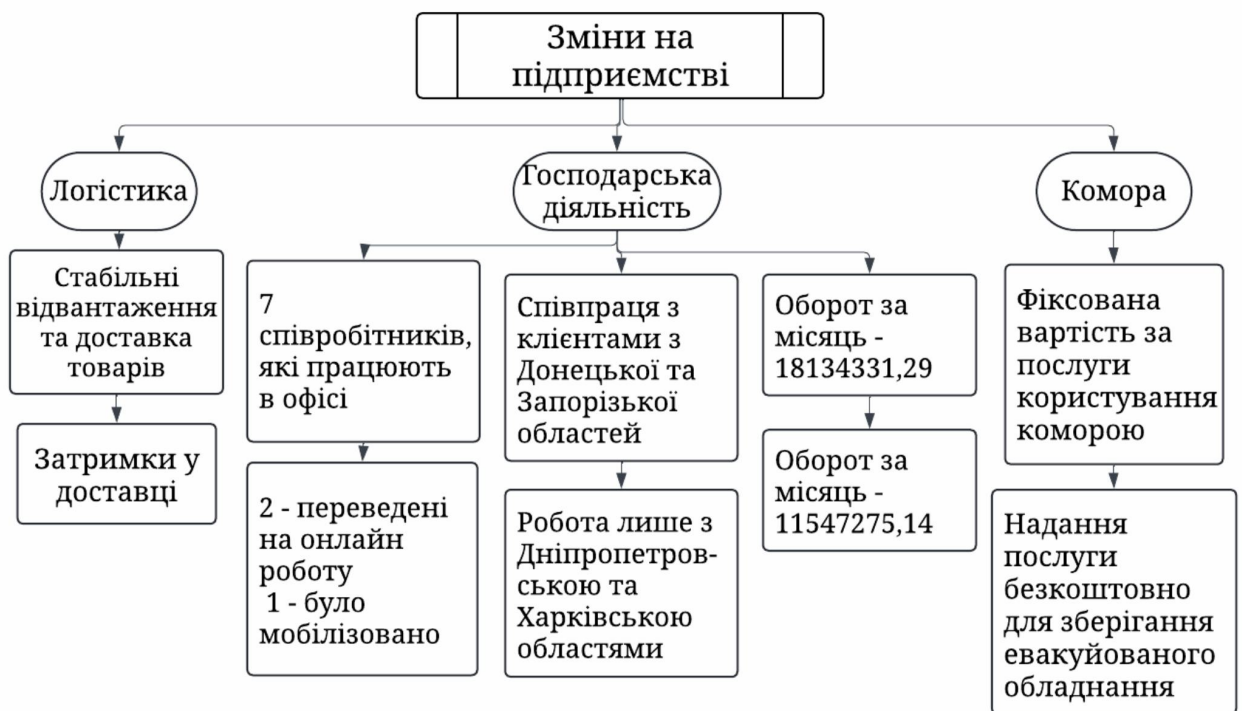 Зміни на
підприємстві
Логістика
Господарська
діяльність
Комора
Стабільні
відвантаження
та доставка
товарів
Затримки у
доставці
7
співробітників,
які працюють
в офісі
2 - переведені
на онлайн
роботу
1 - було
мобілізовано
Співпраця з
клієнтами з
Донецької та
Запорізької
областей
Робота лише з
Дніпропетров-
ською та
Харківською
областями
Оборот за
місяць -
18134331,29
Оборот за
місяць -
11547275,14
Фіксована
вартість за
послуги
користування
коморою
Надання
послуги
безкоштовно
для зберігання
евакуйованого
обладнання